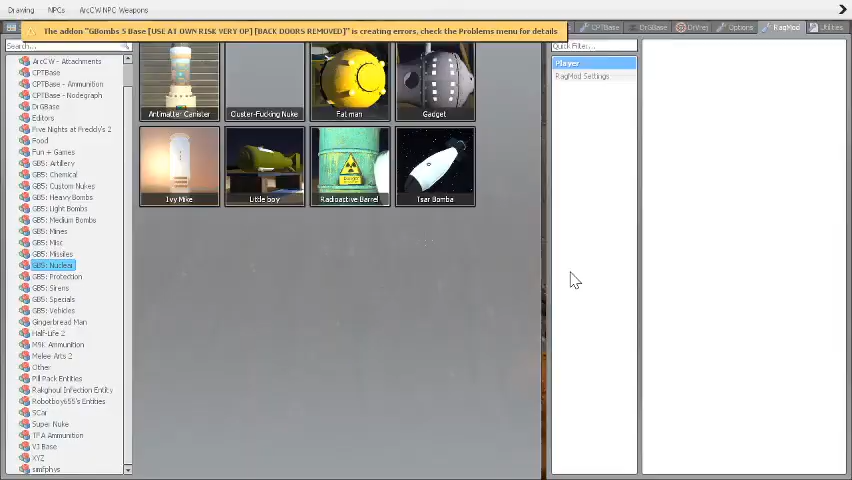 Drawing NPCs ArcCW NPC Weapons
The addon "GBombs 5 Base [USE AT OWN RISK VERY OP] [BACK DOORS REMOVED]" is creating errors, check the Problems menu for details
CPTBase DrGBase DrVrej Options RagMod Utilities
Search...
Quick Filter...
ArcCW - Attachments
CPTBase
CPTBase - Ammunition
CPTBase - Nodegraph
DrGBase
Editors
Five Nights at Freddy's 2
Food
Fun + Games
GB5: Artillery
GB5: Chemical
GB5: Custom Nukes
GB5: Heavy Bombs
GB5: Light Bombs
GB5: Medium Bombs
GB5: Mines
GB5: Misc
GB5: Missiles
GB5: Nuclear
GB5: Protection
GB5: Sirens
GB5: Specials
GB5: Vehicles
Gingerbread Man
Half-Life 2
M9K Ammunition
Melee Arts 2
Other
Pill Pack Entities
Rakghoul Infection Entity
Robotboy655's Entities
SCar
Super Nuke
TFA Ammunition
VJ Base
XYZ
simfphys
Antimatter Canister
Cluster-Fucking Nuke
Fat man
Gadget
Ivy Mike
Little boy
Radioactive Barrel
Tsar Bomba
Player
RagMod Settings